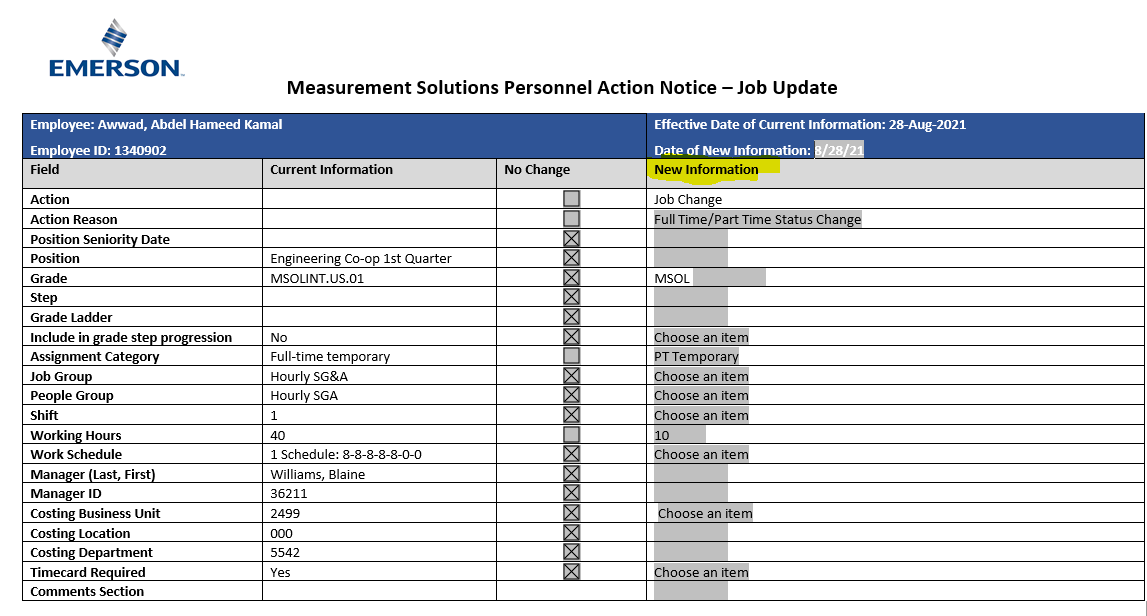 EMERSON
Measurement Solutions Personnel Action Notice – Job Update
Employee: Awwad, Abdel Hameed Kamal Effective Date of Current Information: 28-Aug-2021
Employee ID: 1340902 Date of New Information: 8/28/21
Field Current Information No Change New Information
Action Job Change
Action Reason Full Time/Part Time Status Change
Position Seniority Date
Position Engineering Co-op 1st Quarter
Grade MSOLINT.US.01 MSOL
Step
Grade Ladder
Include in grade step progression No Choose an item
Assignment Category Full-time temporary PT Temporary
Job Group Hourly SG&A Choose an item
People Group Hourly SGA Choose an item
Shift 1 Choose an item
Working Hours 40 10
Work Schedule 1 Schedule: 8-8-8-8-8-0-0 Choose an item
Manager (Last, First) Williams, Blaine
Manager ID 36211
Costing Business Unit 2499 Choose an item
Costing Location 000
Costing Department 5542
Timecard Required Yes Choose an item
Comments Section